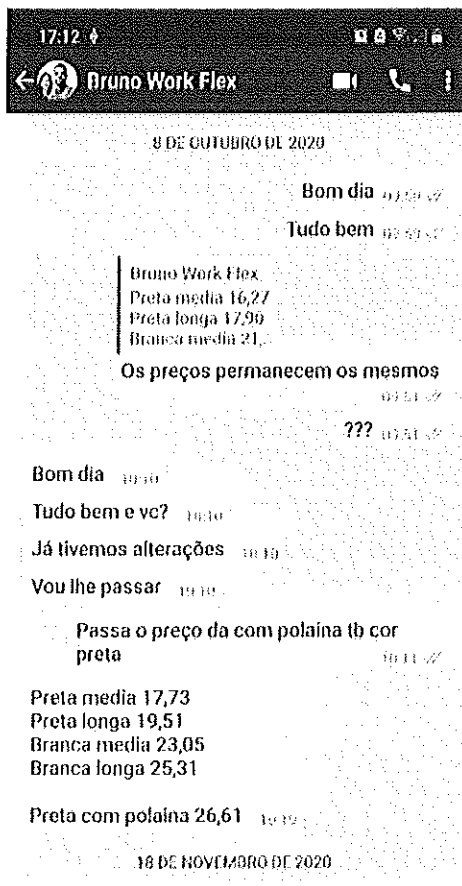 17:12
Bruno Work Flex
8 DE OUTUBRO DE 2020
Bom dia
Tudo bem
Bruno Work Flex
Preta media 16,27
Preta longa 17,90
Branca media 21,
Os preços permanecem os mesmos
???
Bom dia
Tudo bem e vc?
Já tivemos alterações
Vou lhe passar
Passa o preço da com polaina tb cor
preta
Preta media 17,73
Preta longa 19,51
Branca media 23,05
Branca longa 25,31
Preta com polaina 26,61
18 DE NOVEMBRO DE 2020